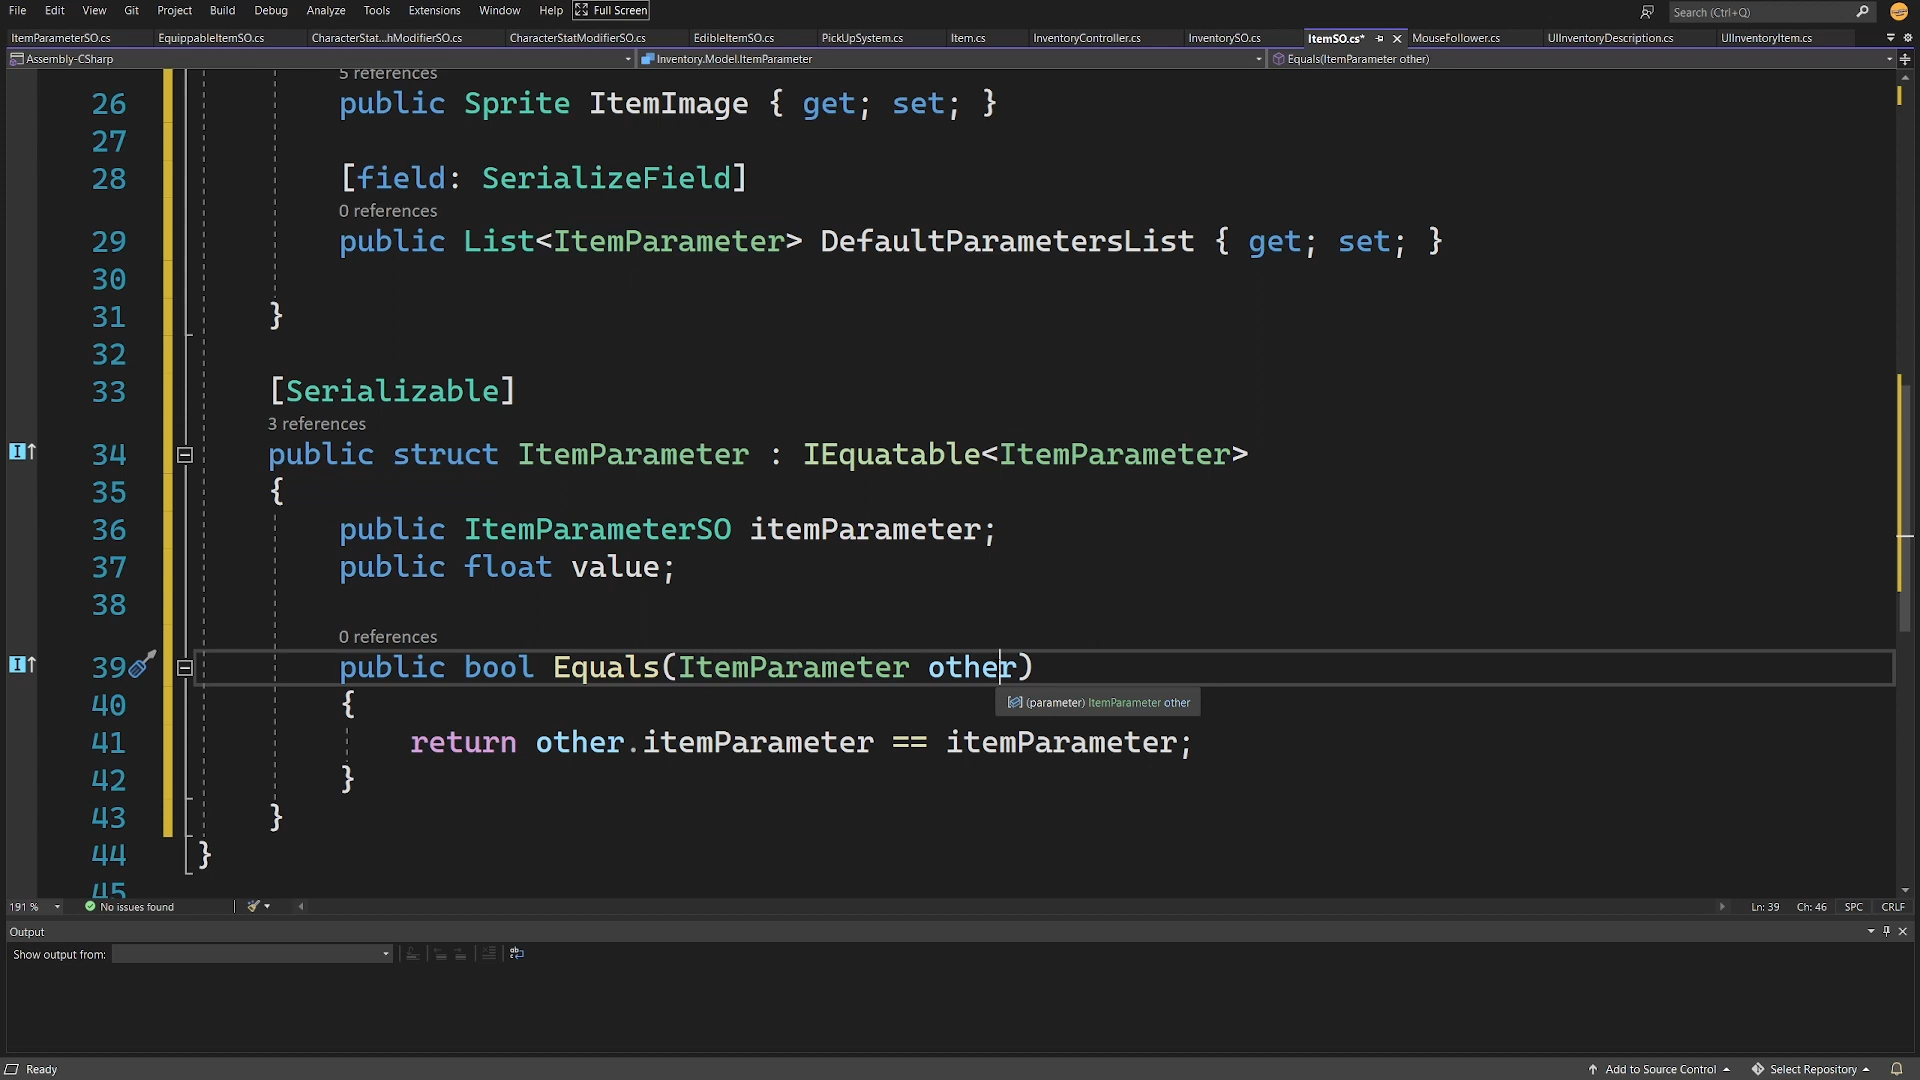 File Edit View Git Project Build Debug Analyze Tools Extensions Window Help Full Screen Search (Ctrl+Q)
ItemParameterSO.cs EquippableItemSO.cs CharacterStat...hModifierSO.cs CharacterStatModifierSO.cs EdibleItemSO.cs PickUpSystem.cs Item.cs InventoryController.cs InventorySO.cs ItemSO.cs* MouseFollower.cs UIInventoryDescription.cs UIInventoryItem.cs
Assembly-CSharp Inventory.Model.ItemParameter Equals(ItemParameter other)
5 references
26 public Sprite ItemImage { get; set; }
27
28 [field: SerializeField]
0 references
29 public List<ItemParameter> DefaultParametersList { get; set; }
30
31 }
32
33 [Serializable]
3 references
34 public struct ItemParameter : IEquatable<ItemParameter>
35 {
36 public ItemParameterSO itemParameter;
37 public float value;
38
0 references
39 public bool Equals(ItemParameter other)
40 {
(parameter) ItemParameter other
41 return other.itemParameter == itemParameter;
42 }
43 }
44 }
45
191 % No issues found Ln: 39 Ch: 46 SPC CRLF
Output
Show output from:
Ready Add to Source Control Select Repository